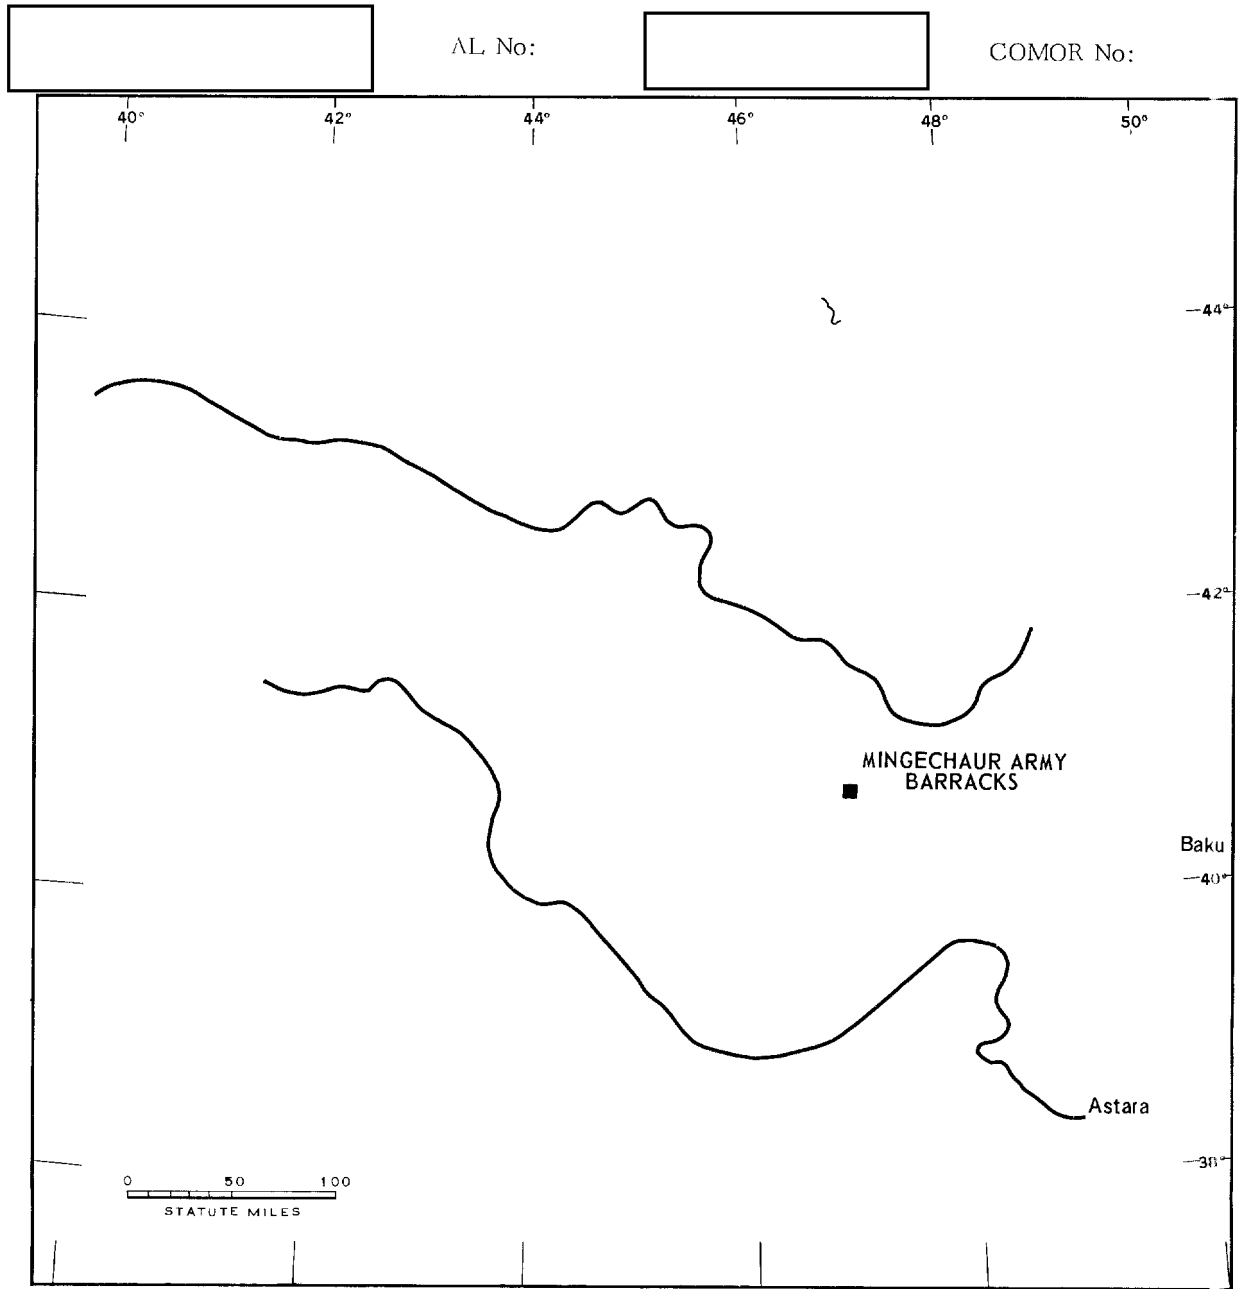 AL No:
COMOR No:
40° 42° 44° 46° 48° 50°
44°
42°
MINGECHAUR ARMY
BARRACKS
Baku
40°
Astara
38°
0 50 100
STATUTE MILES